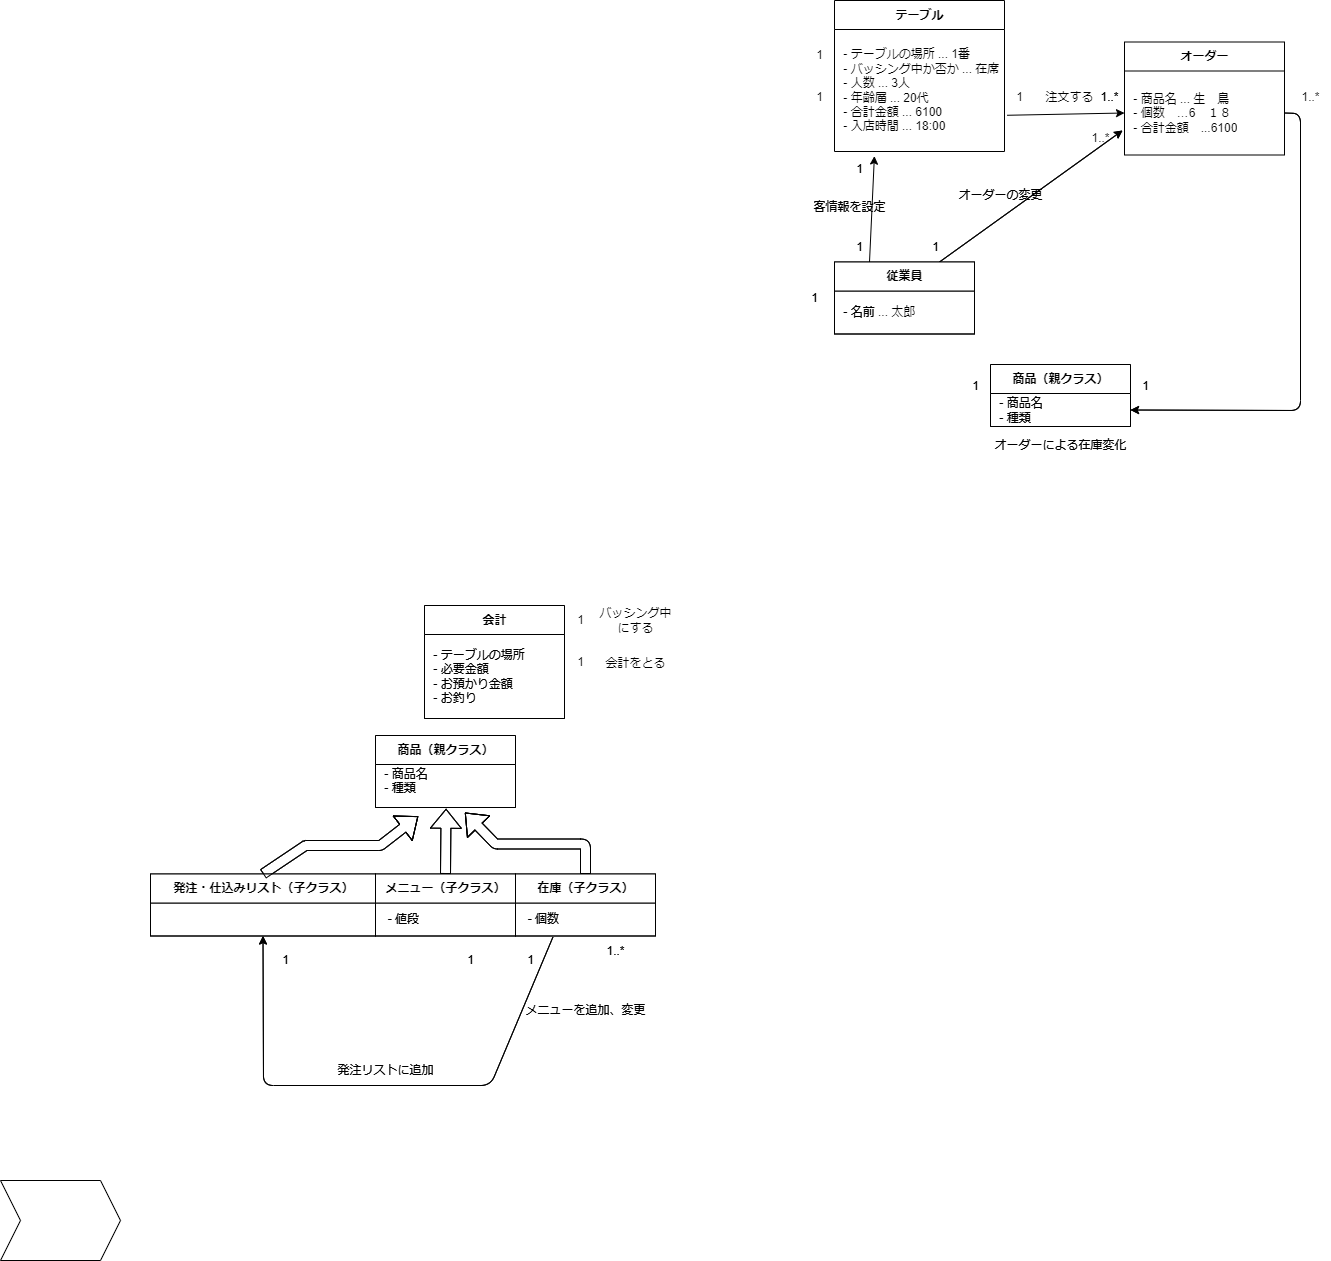 テーブル
1
- テーブルの場所 ... 1番
- バッシング中か否か ... 在席
- 人数 ... 3人
1
- 年齢層 ... 20代
- 合計金額 ... 6100
- 入店時間 ... 18:00
1
注文する
1..*
オーダー
- 商品名 ... 生　鳥
- 個数　...6　１８
- 合計金額　...6100
1..*
1..*
1
オーダーの変更
客情報を設定
1
1
従業員
1
- 名前 ... 太郎
商品（親クラス）
1
1
- 商品名
- 種類
オーダーによる在庫変化
会計
1
バッシング中
にする
- テーブルの場所
- 必要金額
- お預かり金額
- お釣り
1
会計をとる
商品（親クラス）
- 商品名
- 種類
発注・仕込みリスト（子クラス）
メニュー（子クラス）
在庫（子クラス）
- 値段
- 個数
1
1
1
1..*
メニューを追加、変更
発注リストに追加